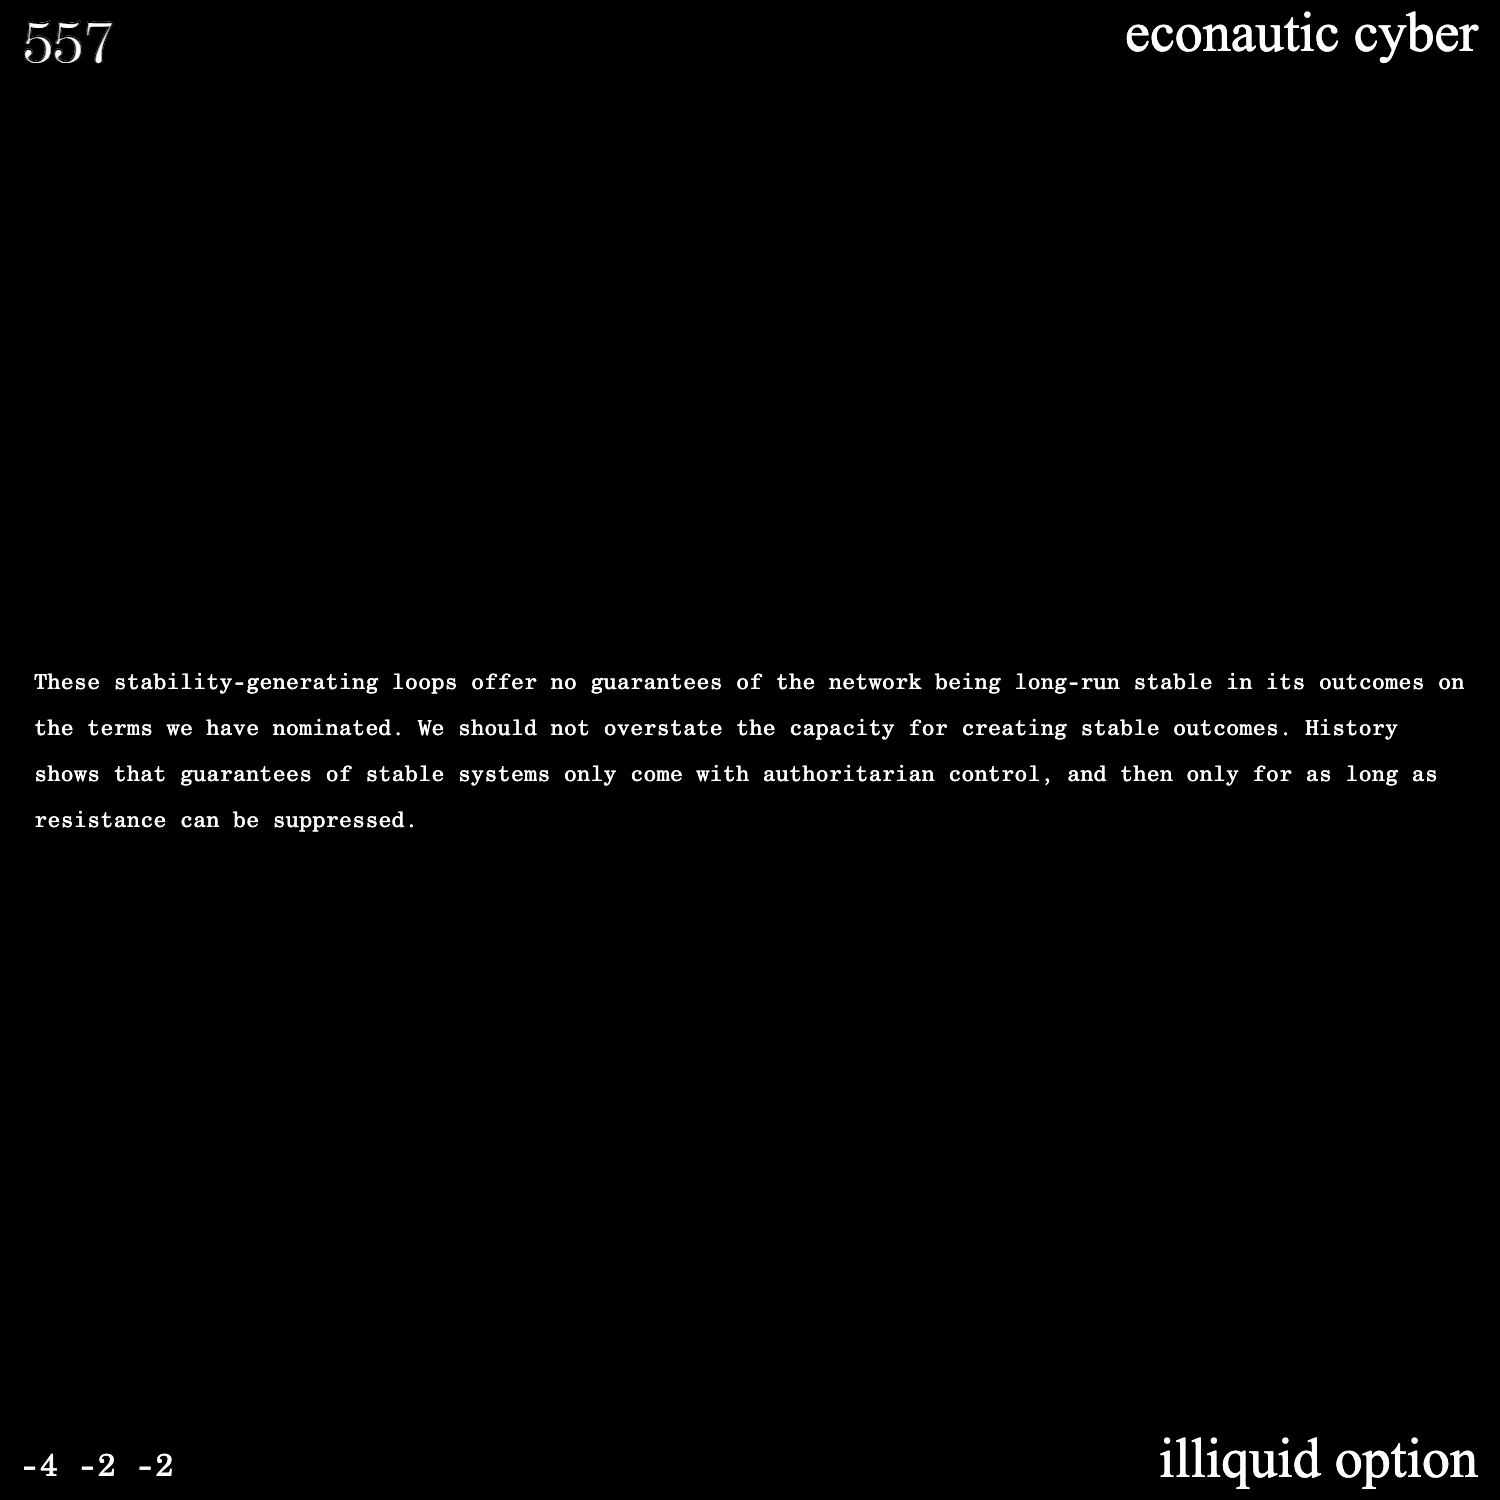 557
econautic cyber
These stability-generating loops offer no guarantees of the network being long-run stable in its outcomes on
the terms we have nominated. We should not overstate the capacity for creating stable outcomes. History
shows that guarantees of stable systems only come with authoritarian control, and then only for as long as
resistance can be suppressed.
-4 -2 -2
illiquid option